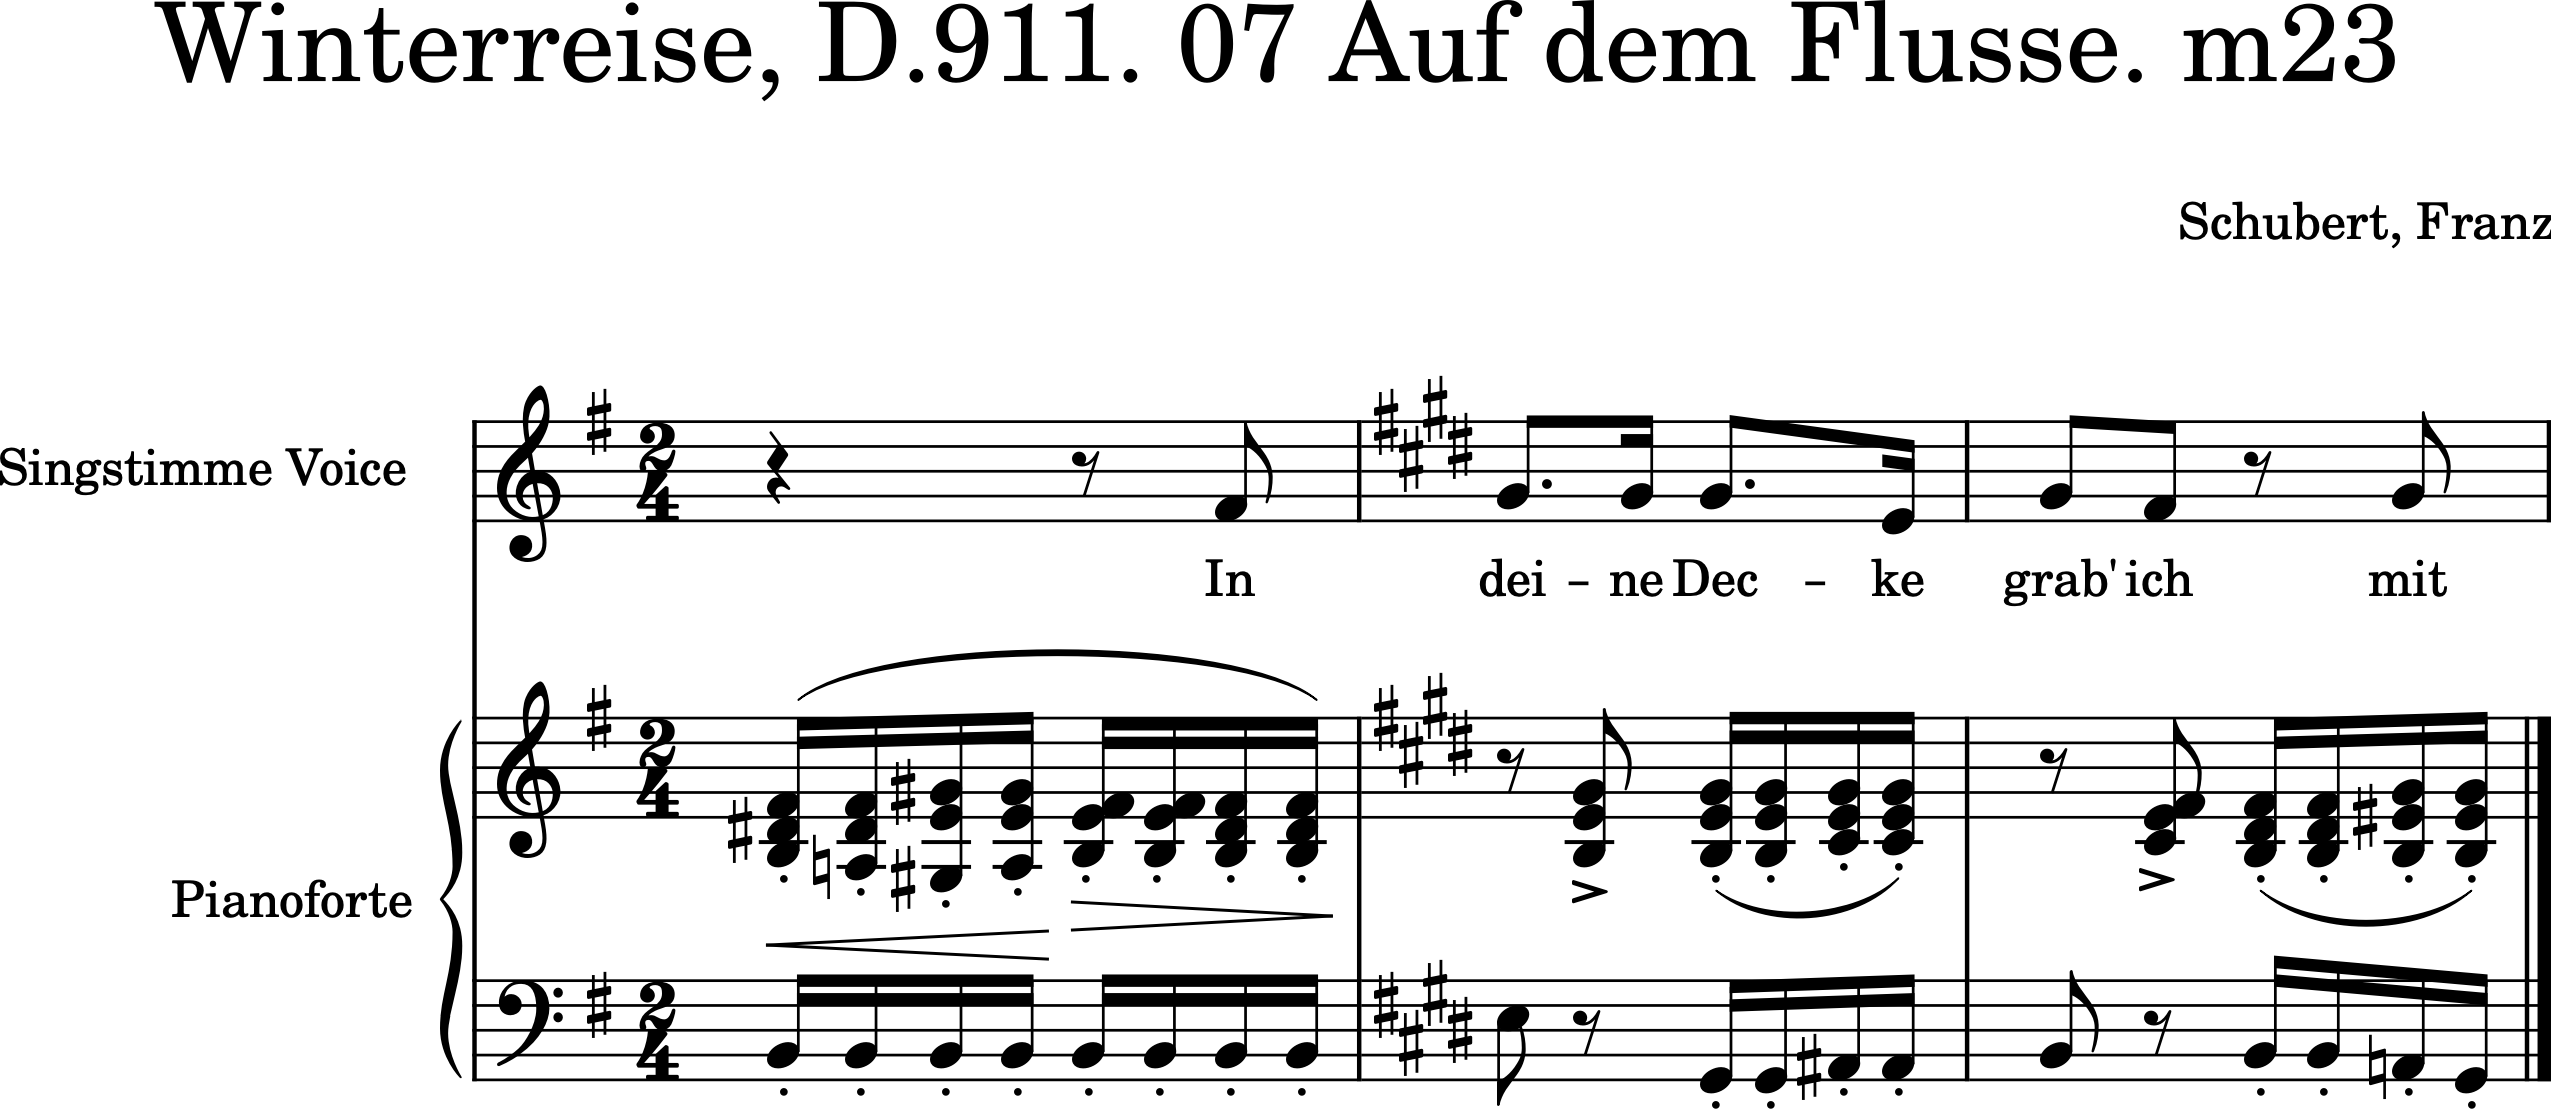 Winterreise, D.911. 07 Auf dem Flusse. m23
Schubert, Franz
Singstimme Voice
In dei - ne Dec - ke grab' ich mit
Pianoforte